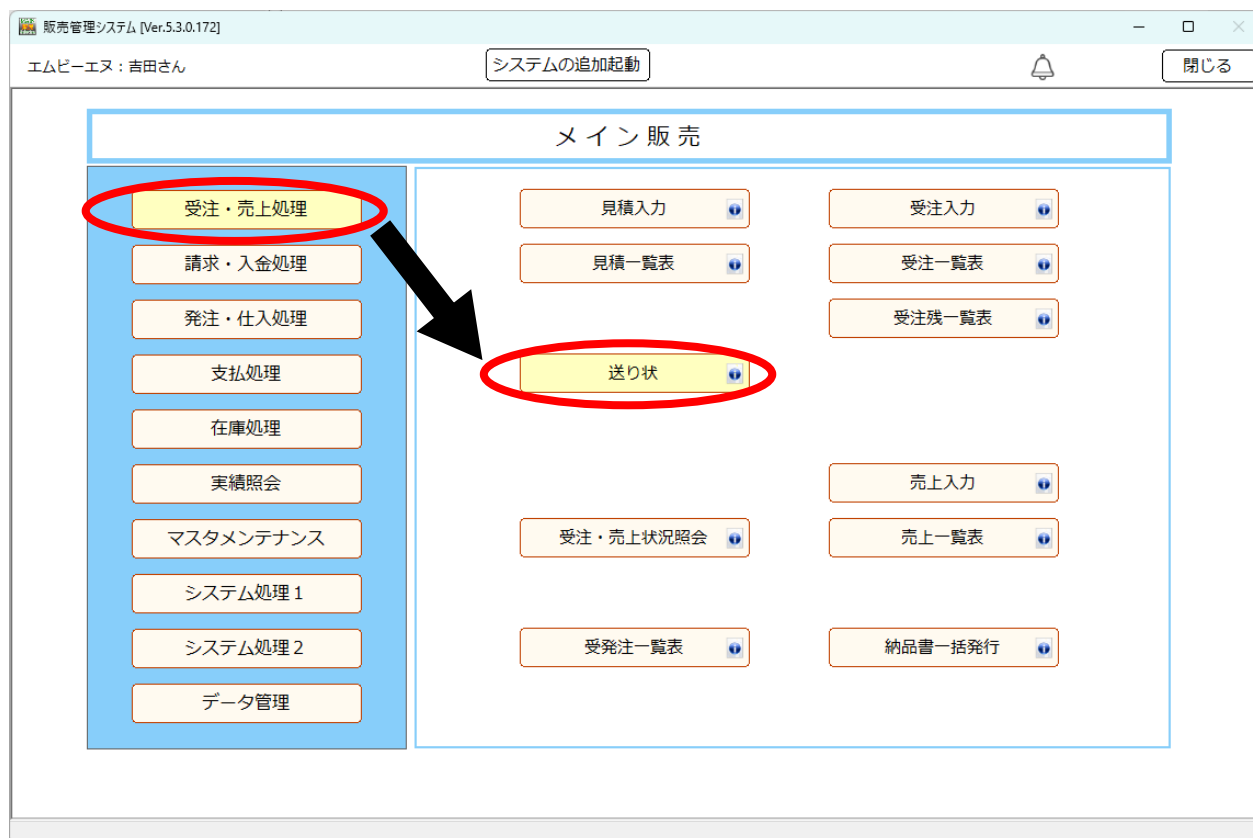 販売管理システム [Ver.5.3.0.172]
エムビーエヌ：吉田さん
システムの追加起動
閉じる
メイン販売
受注・売上処理
請求・入金処理
発注・仕入処理
支払処理
在庫処理
実績照会
マスタメンテナンス
システム処理１
システム処理２
データ管理
見積入力
受注入力
見積一覧表
受注一覧表
受注残一覧表
送り状
売上入力
受注・売上状況照会
売上一覧表
受発注一覧表
納品書一括発行